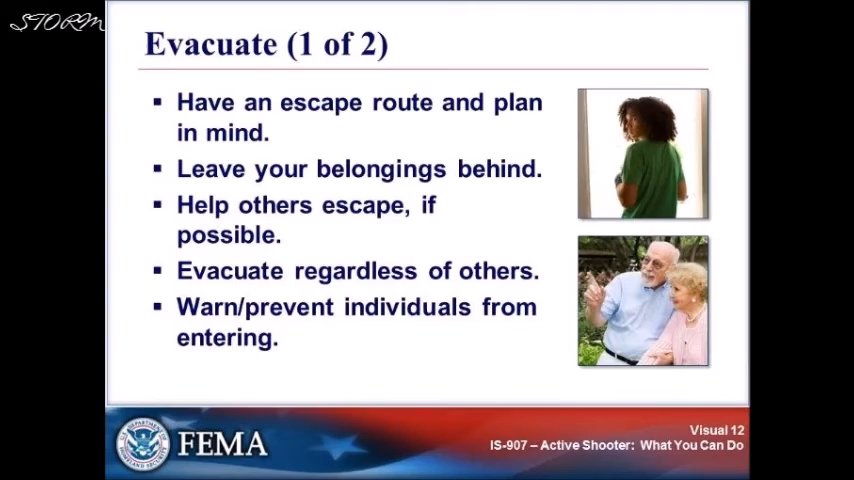 STORM
Evacuate (1 of 2)
▪ Have an escape route and plan
in mind.
▪ Leave your belongings behind.
▪ Help others escape, if
possible.
▪ Evacuate regardless of others.
▪ Warn/prevent individuals from
entering.
FEMA
Visual 12
IS-907 – Active Shooter: What You Can Do